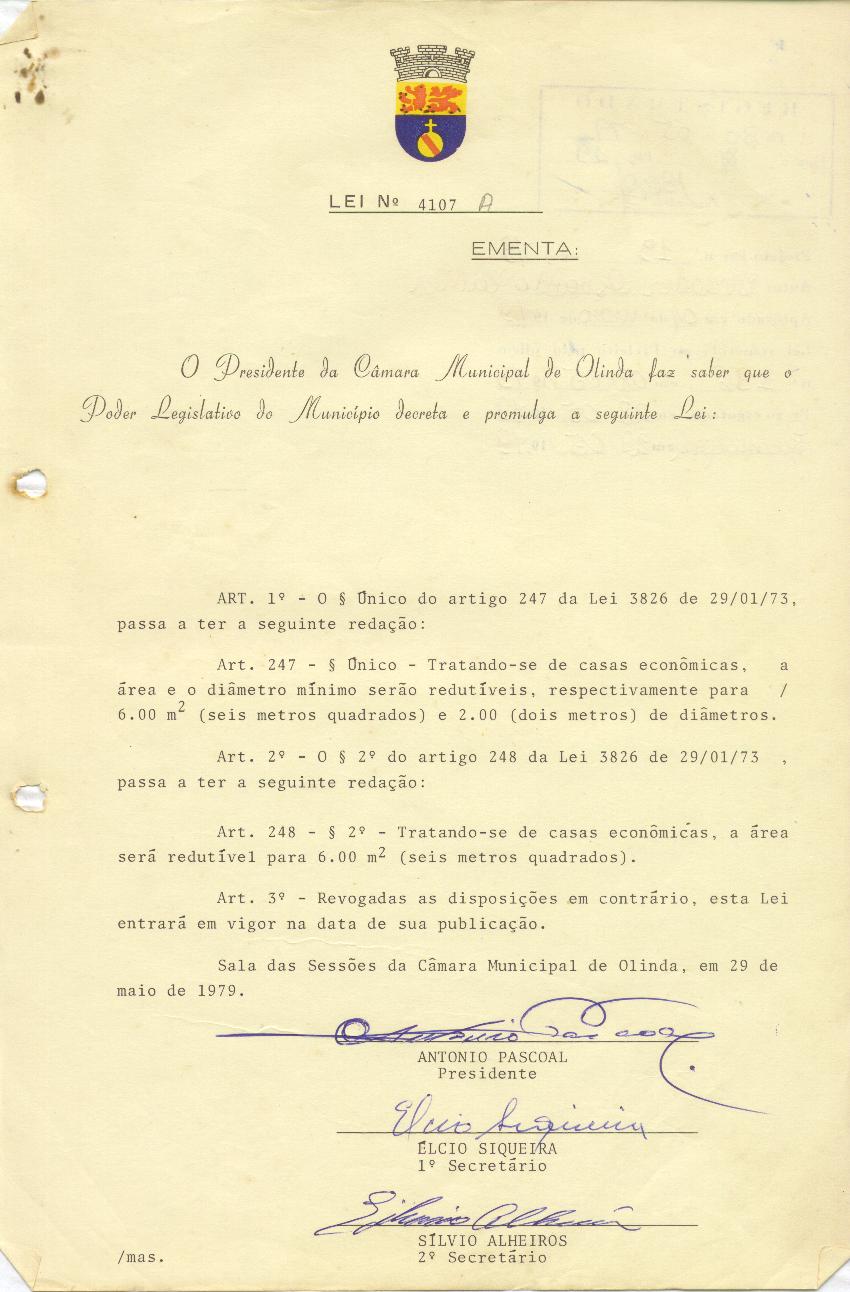 LEI Nº 4107 A
EMENTA:
O Presidente da Câmara Municipal de Olinda faz saber que o
Poder Legislativo do Município decreta e promulga a seguinte Lei:
ART. 1º - O § Único do artigo 247 da Lei 3826 de 29/01/73,
passa a ter a seguinte redação:
Art. 247 - § Único - Tratando-se de casas econômicas, a
área e o diâmetro mínimo serão redutíveis, respectivamente para /
6.00 m² (seis metros quadrados) e 2.00 (dois metros) de diâmetros.
Art. 2º - O § 2º do artigo 248 da Lei 3826 de 29/01/73 ,
passa a ter a seguinte redação:
Art. 248 - § 2º - Tratando-se de casas econômicas, a área
será redutível para 6.00 m² (seis metros quadrados).
Art. 3º - Revogadas as disposições em contrário, esta Lei
entrará em vigor na data de sua publicação.
Sala das Sessões da Câmara Municipal de Olinda, em 29 de
maio de 1979.
Antonio Pascoal
ANTONIO PASCOAL
Presidente
Elcio Siqueira
ÉLCIO SIQUEIRA
1º Secretário
Silvio Alheiros
SÍLVIO ALHEIROS
/mas. 2º Secretário